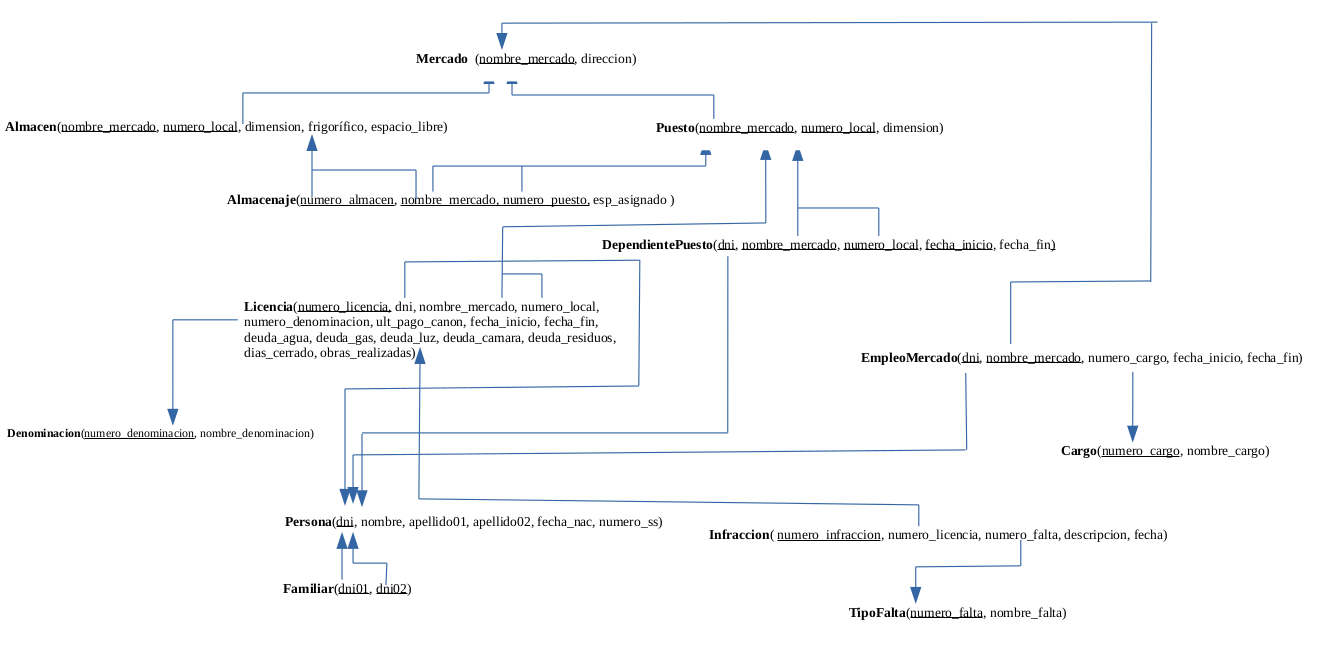 Mercado (nombre_mercado, direccion)
Almacen(nombre_mercado, numero_local, dimension, frigorífico, espacio_libre)
Puesto(nombre_mercado, numero_local, dimension)
Almacenaje(numero_almacen, nombre_mercado, numero_puesto, esp_asignado )
DependientePuesto(dni, nombre_mercado, numero_local, fecha_inicio, fecha_fin)
Licencia(numero_licencia, dni, nombre_mercado, numero_local,
numero_denominacion, ult_pago_canon, fecha_inicio, fecha_fin,
deuda_agua, deuda_gas, deuda_luz, deuda_camara, deuda_residuos,
dias_cerrado, obras_realizadas)
EmpleoMercado(dni, nombre_mercado, numero_cargo, fecha_inicio, fecha_fin)
Denominacion(numero_denominacion, nombre_denominacion)
Cargo(numero_cargo, nombre_cargo)
Persona(dni, nombre, apellido01, apellido02, fecha_nac, numero_ss)
Infraccion( numero_infraccion, numero_licencia, numero_falta, descripcion, fecha)
Familiar(dni01, dni02)
TipoFalta(numero_falta, nombre_falta)